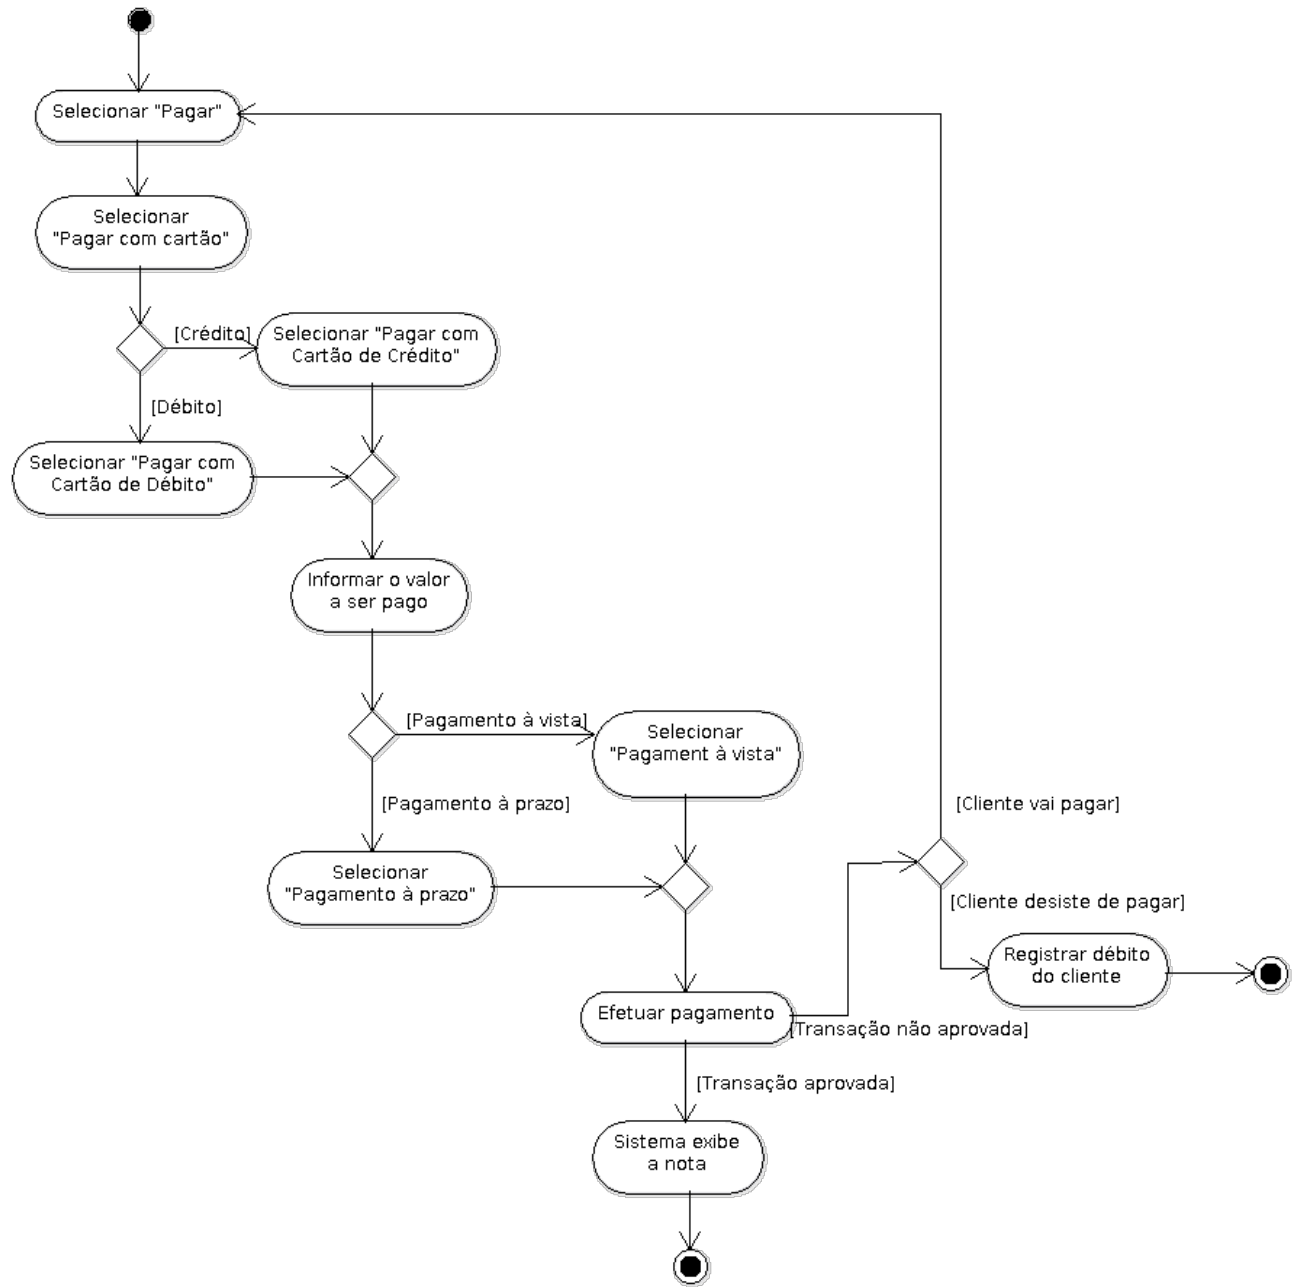 Selecionar "Pagar"
Selecionar
"Pagar com cartão"
[Crédito]
Selecionar "Pagar com
Cartão de Crédito"
[Débito]
Selecionar "Pagar com
Cartão de Débito"
Informar o valor
a ser pago
[Pagamento à vista]
Selecionar
"Pagament à vista"
[Pagamento à prazo]
[Cliente vai pagar]
Selecionar
"Pagamento à prazo"
[Cliente desiste de pagar]
Registrar débito
do cliente
Efetuar pagamento
[Transação não aprovada]
[Transação aprovada]
Sistema exibe
a nota